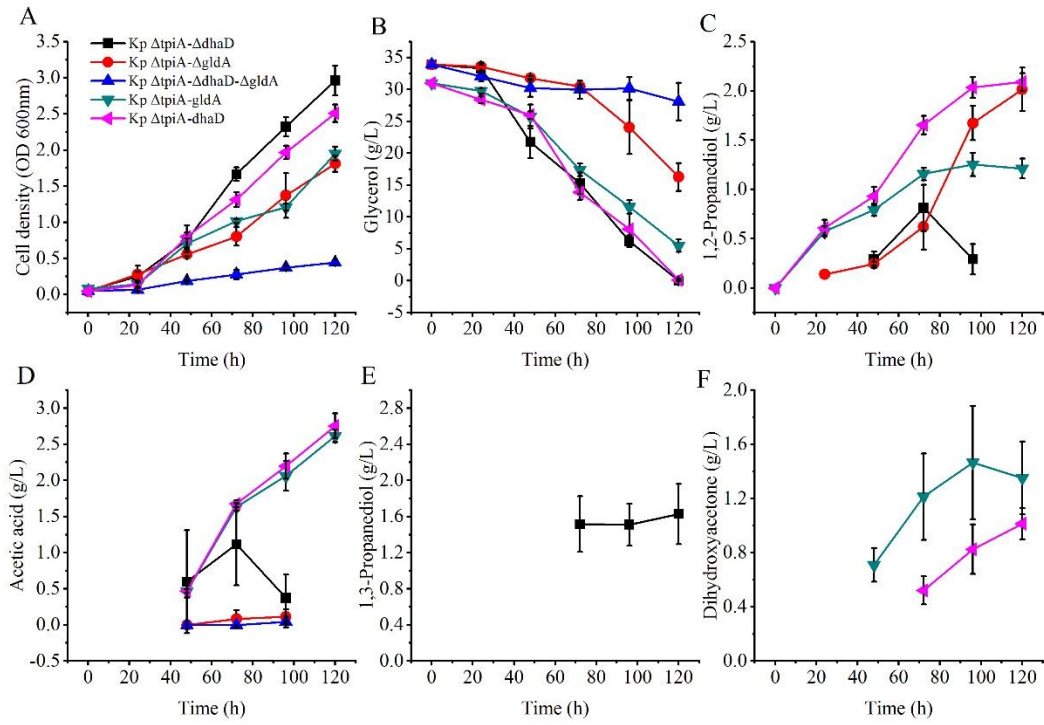 A
Cell density (OD 600nm)
3.5
3.0
2.5
2.0
1.5
1.0
0.5
0.0
Kp ΔtpiA-ΔdhaD
Kp ΔtpiA-ΔgldA
Kp ΔtpiA-ΔdhaD-ΔgldA
Kp ΔtpiA-gldA
Kp ΔtpiA-dhaD
0 20 40 60 80 100 120
Time (h)
B
Glycerol (g/L)
40
35
30
25
20
15
10
5
0
-5
0 20 40 60 80 100 120
Time (h)
C
1,2-Propanediol (g/L)
2.5
2.0
1.5
1.0
0.5
0.0
0 20 40 60 80 100 120
Time (h)
D
Acetic acid (g/L)
3.0
2.5
2.0
1.5
1.0
0.5
0.0
-0.5
0 20 40 60 80 100 120
Time (h)
E
1,3-Propanediol (g/L)
2.8
2.4
2.0
1.6
1.2
0.8
0.4
0.0
0 20 40 60 80 100 120
Time (h)
F
Dihydroxyacetone (g/L)
2.0
1.6
1.2
0.8
0.4
0.0
0 20 40 60 80 100 120
Time (h)